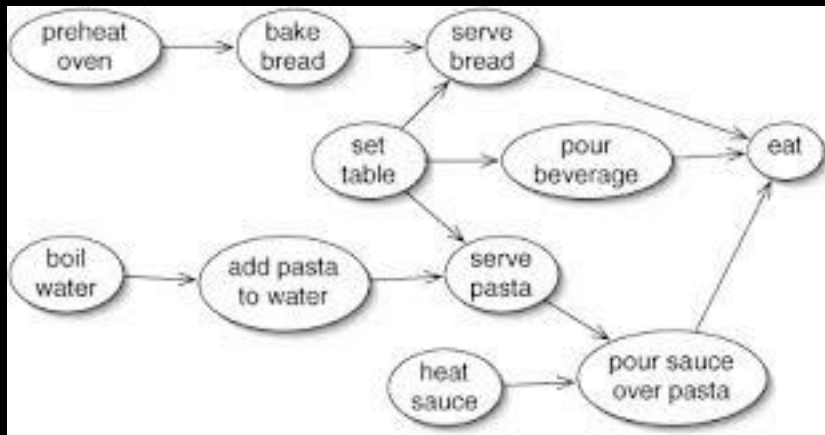 preheat
oven
bake
bread
serve
bread
set
table
pour
beverage
eat
boil
water
add pasta
to water
serve
pasta
heat
sauce
pour sauce
over pasta